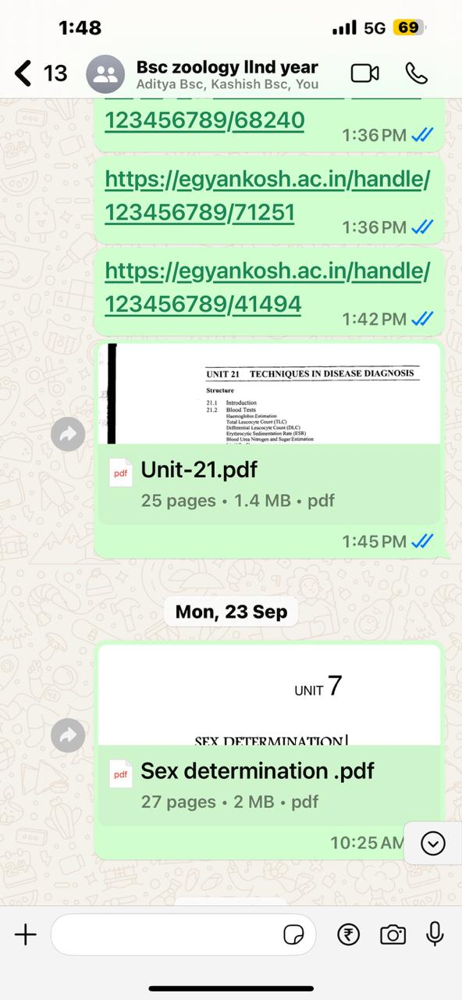 1:48
5G 69
13
Bsc zoology IInd year
Aditya Bsc, Kashish Bsc, You
123456789/68240
1:36 PM
https://egyankosh.ac.in/handle/
123456789/71251
1:36 PM
https://egyankosh.ac.in/handle/
123456789/41494
1:42 PM
UNIT 21 TECHNIQUES IN DISEASE DIAGNOSIS
Structure
21.1 Introduction
21.2 Blood Tests
Haemoglobin Estimation
Total Leucocyte Count (TLC)
Differential Leucocyte Count (DLC)
Erythrocytic Sedimentation Rate (ESR)
Blood Urea Nitrogen and Sugar Estimation
pdf
Unit-21.pdf
25 pages • 1.4 MB • pdf
1:45 PM
Mon, 23 Sep
UNIT 7
SEX DETERMINATION
pdf
Sex determination .pdf
27 pages • 2 MB • pdf
10:25 AM